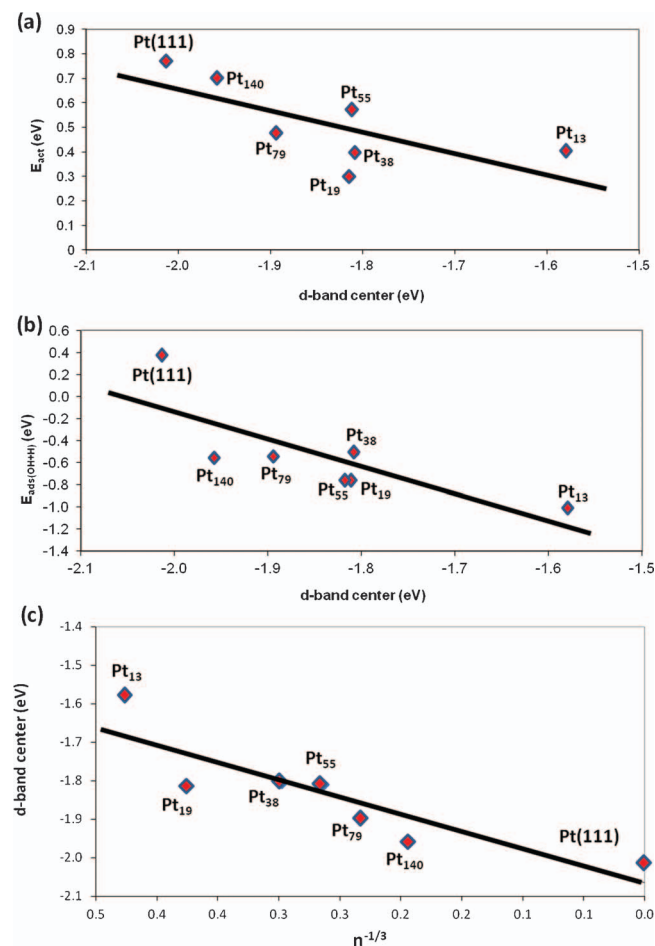 (a)
0.9
0.8
0.7
0.6
0.5
0.4
0.3
0.2
0.1
0
E_act (eV)
Pt(111)
Pt140
Pt79
Pt55
Pt38
Pt19
Pt13
-2.1 -2.0 -1.9 -1.8 -1.7 -1.6 -1.5
d-band center (eV)
(b)
0.6
0.4
0.2
0.0
-0.2
-0.4
-0.6
-0.8
-1.0
-1.2
-1.4
E_ads(OH+H) (eV)
Pt(111)
Pt140
Pt79
Pt38
Pt55
Pt19
Pt13
-2.1 -2.0 -1.9 -1.8 -1.7 -1.6 -1.5
d-band center (eV)
(c)
-1.4
-1.5
-1.6
-1.7
-1.8
-1.9
-2.0
-2.1
d-band center (eV)
Pt13
Pt19
Pt38
Pt55
Pt79
Pt140
Pt(111)
0.5 0.4 0.4 0.3 0.3 0.2 0.2 0.1 0.1 0.0
n-1/3